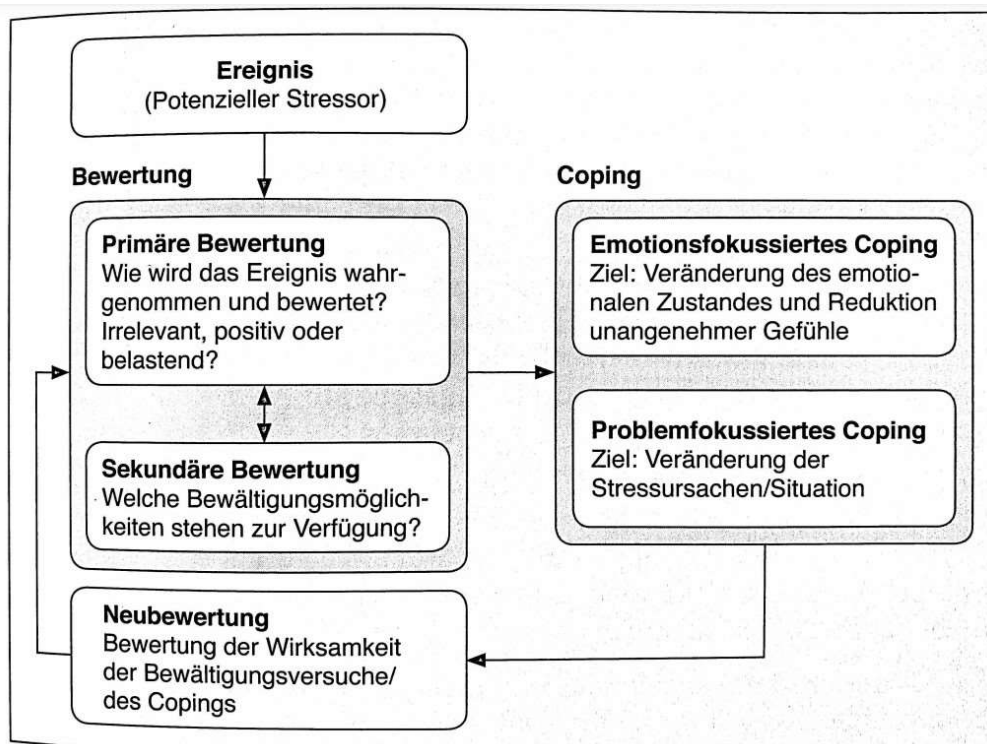 Ereignis
(Potenzieller Stressor)
Bewertung
Primäre Bewertung
Wie wird das Ereignis wahr-
genommen und bewertet?
Irrelevant, positiv oder
belastend?
Sekundäre Bewertung
Welche Bewältigungsmöglich-
keiten stehen zur Verfügung?
Neubewertung
Bewertung der Wirksamkeit
der Bewältigungsversuche/
des Copings
Coping
Emotionsfokussiertes Coping
Ziel: Veränderung des emotio-
nalen Zustandes und Reduktion
unangenehmer Gefühle
Problemfokussiertes Coping
Ziel: Veränderung der
Stressursachen/Situation